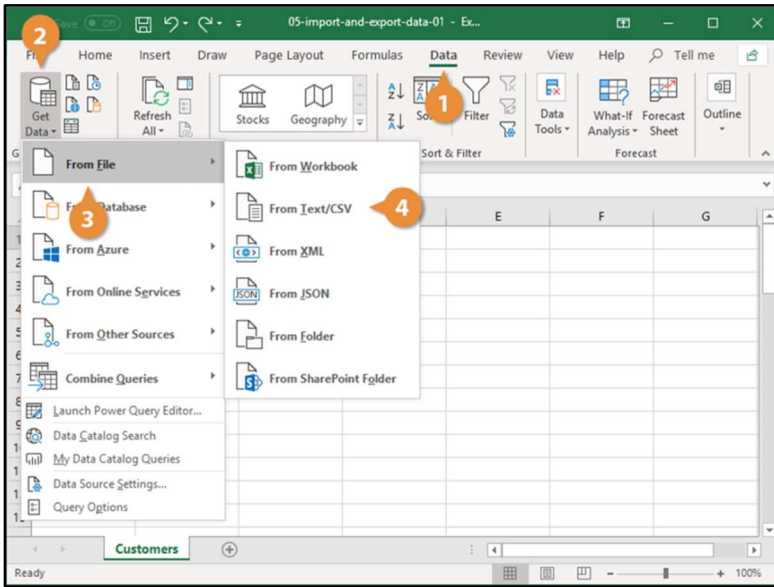 2
Save
Off
05-import-and-export-data-01 - Ex...
Home Insert Draw Page Layout Formulas Data Review View Help Tell me
1
Get
Data
Refresh
All
Stocks
Geography
Filter
Data
Tools
What-If
Analysis
Forecast
Sheet
Outline
Sort & Filter
Forecast
From File
3
From Database
From Azure
From Online Services
From Other Sources
Combine Queries
Launch Power Query Editor...
Data Catalog Search
My Data Catalog Queries
Data Source Settings...
Query Options
From Workbook
From Text/CSV
4
From XML
JSON
From JSON
From Folder
From SharePoint Folder
E F G
Customers
Ready
100%